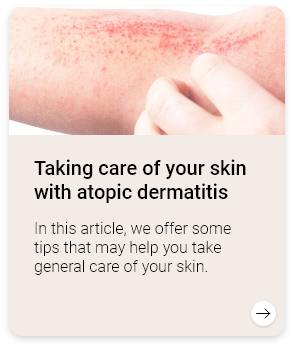 Taking care of your skin
with atopic dermatitis
In this article, we offer some
tips that may help you take
general care of your skin.